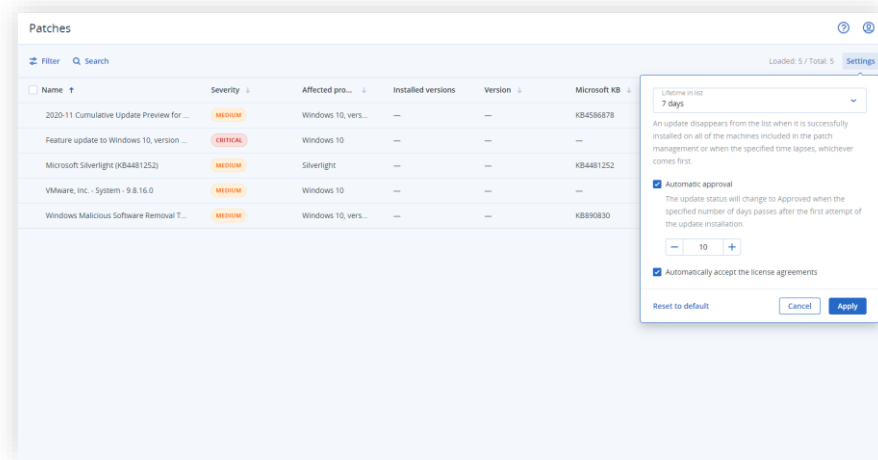 Patches
Filter Search Loaded: 5 / Total: 5 Settings
Name ↑ Severity ↓ Affected pro... ↓ Installed versions Version ↓ Microsoft KB ↓
2020-11 Cumulative Update Preview for ... MEDIUM Windows 10, vers... — — KB4586878
Feature update to Windows 10, version ... CRITICAL Windows 10 — — —
Microsoft Silverlight (KB4481252) MEDIUM Silverlight — — KB4481252
VMware, Inc. - System - 9.8.16.0 MEDIUM Windows 10 — — —
Windows Malicious Software Removal T... MEDIUM Windows 10, vers... — — KB890830
Lifetime in list
7 days
An update disappears from the list when it is successfully
installed on all of the machines included in the patch
management or when the specified time lapses, whichever
comes first.
Automatic approval
The update status will change to Approved when the
specified number of days passes after the first attempt of
the update installation.
− 10 +
Automatically accept the license agreements
Reset to default Cancel Apply